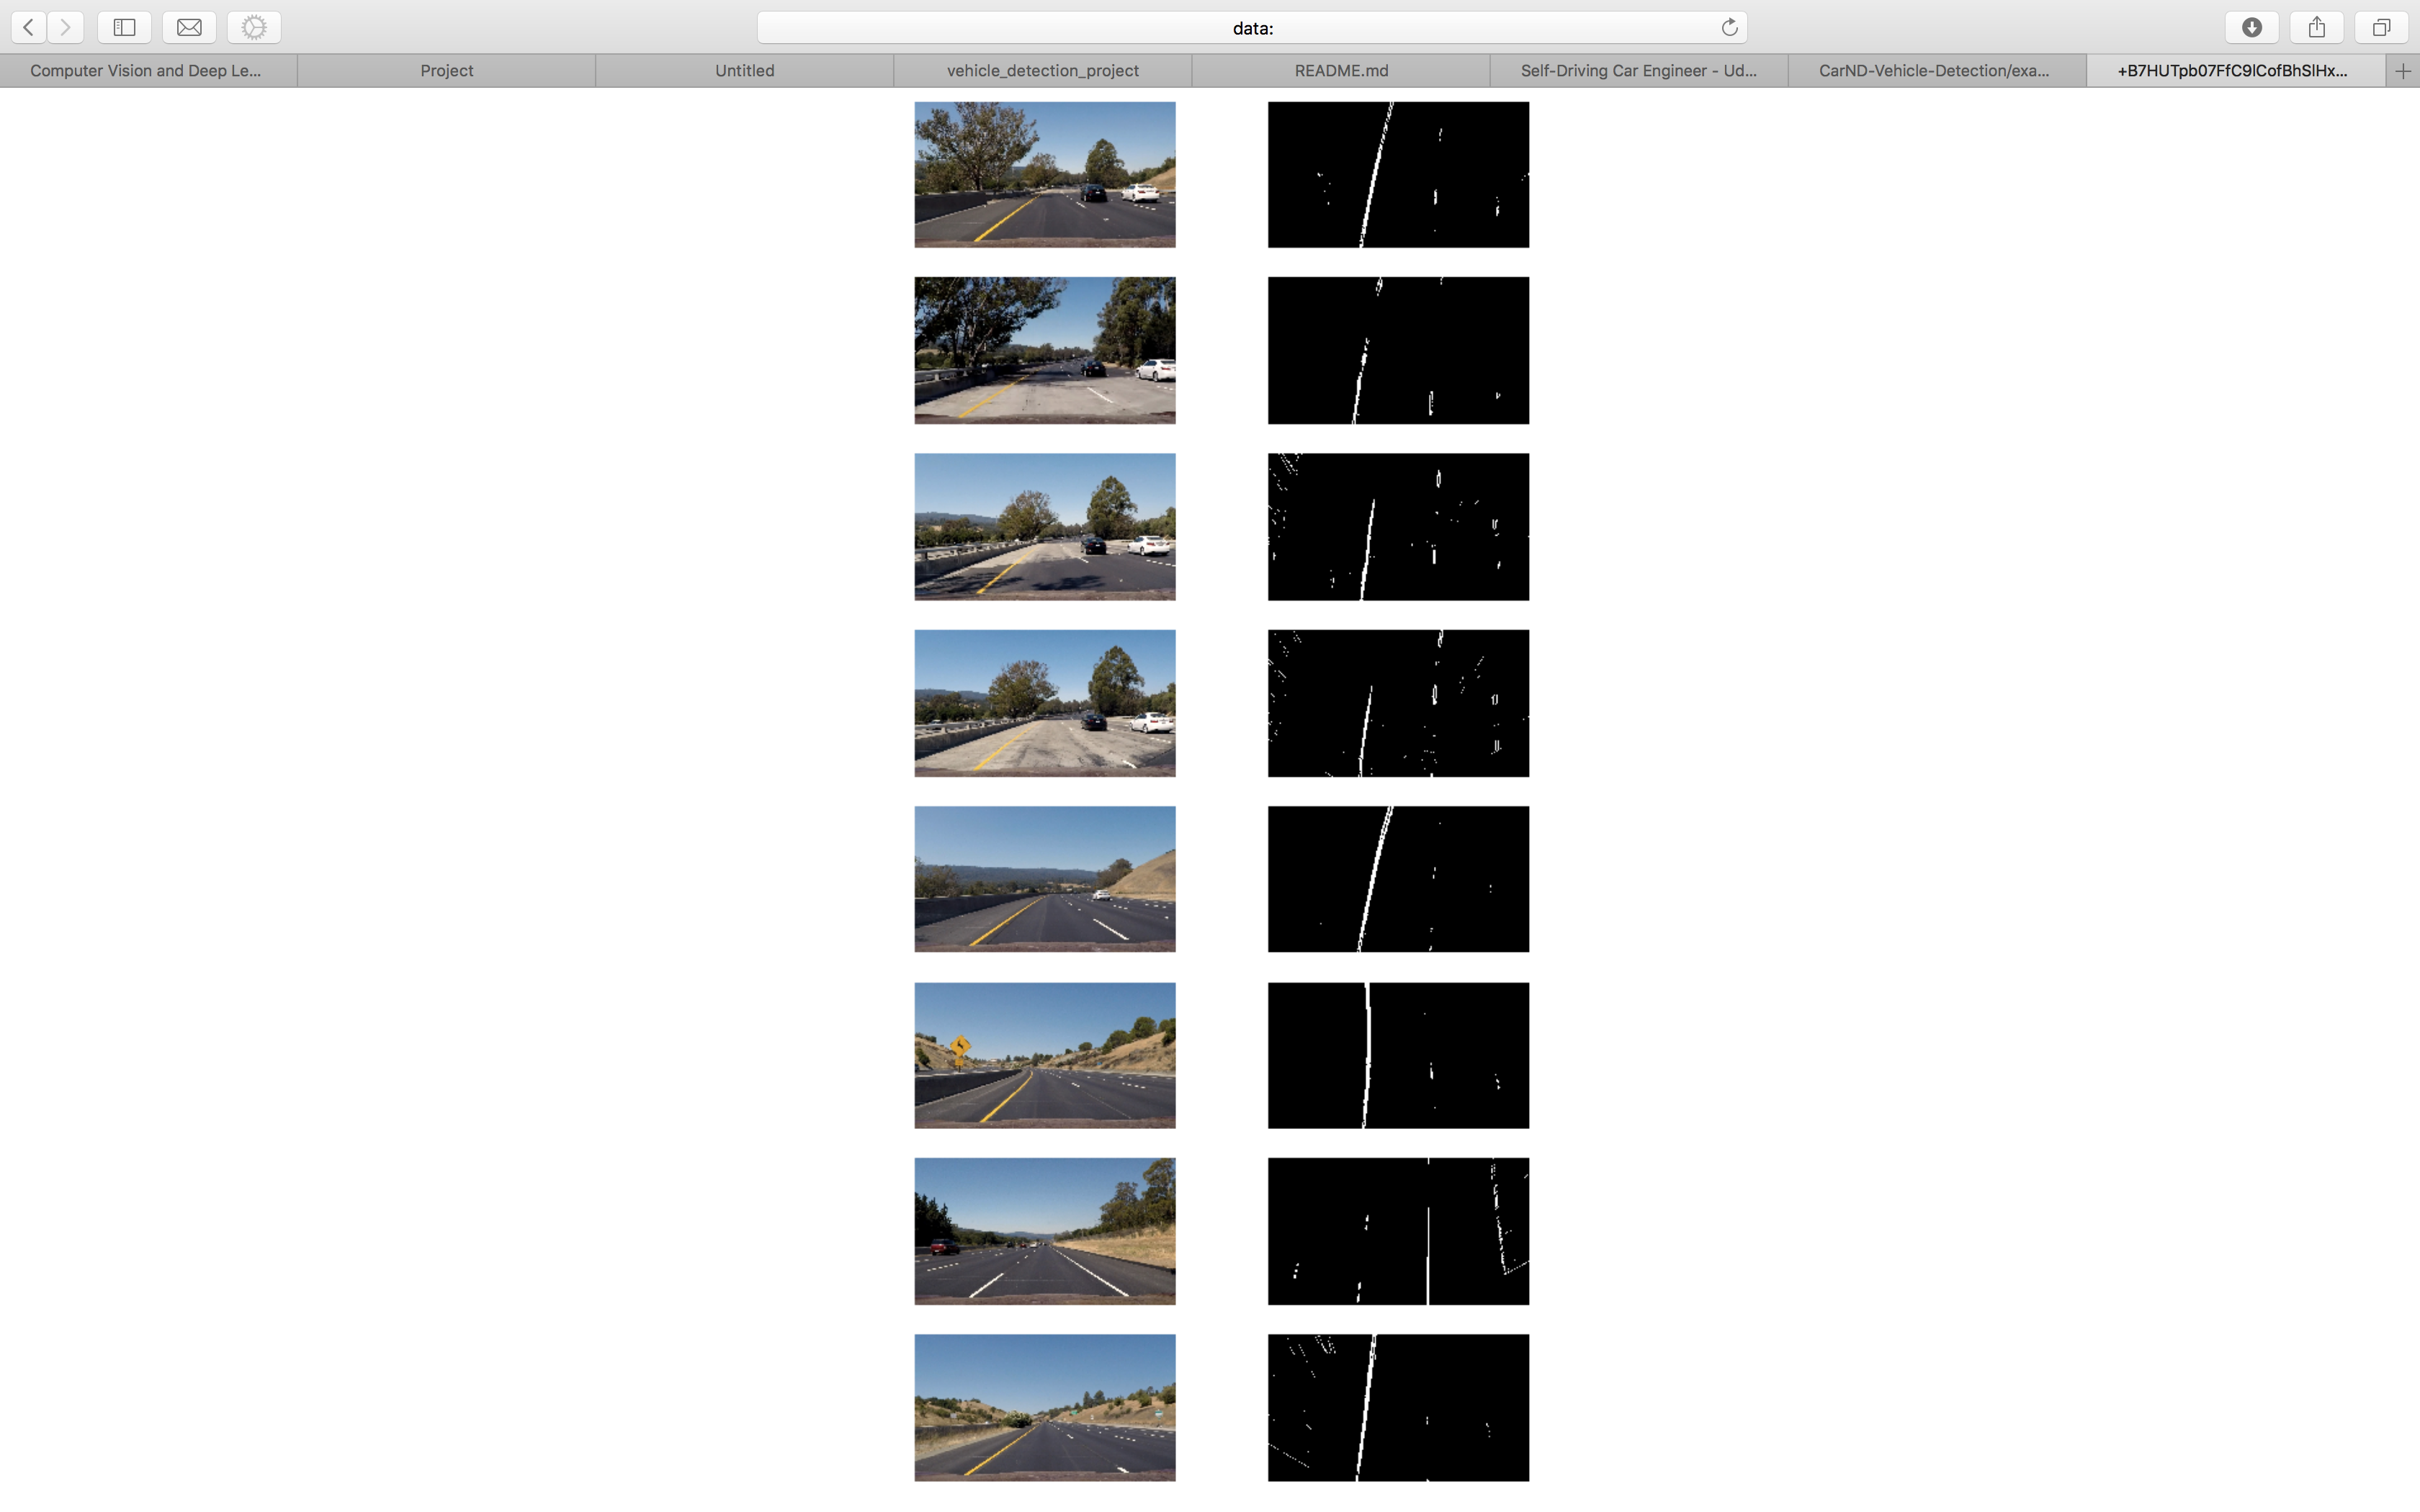 data:
Computer Vision and Deep Le...
Project
Untitled
vehicle_detection_project
README.md
Self-Driving Car Engineer - Ud...
CarND-Vehicle-Detection/exa...
+B7HUTpb07FfC9lCofBhSlHx...